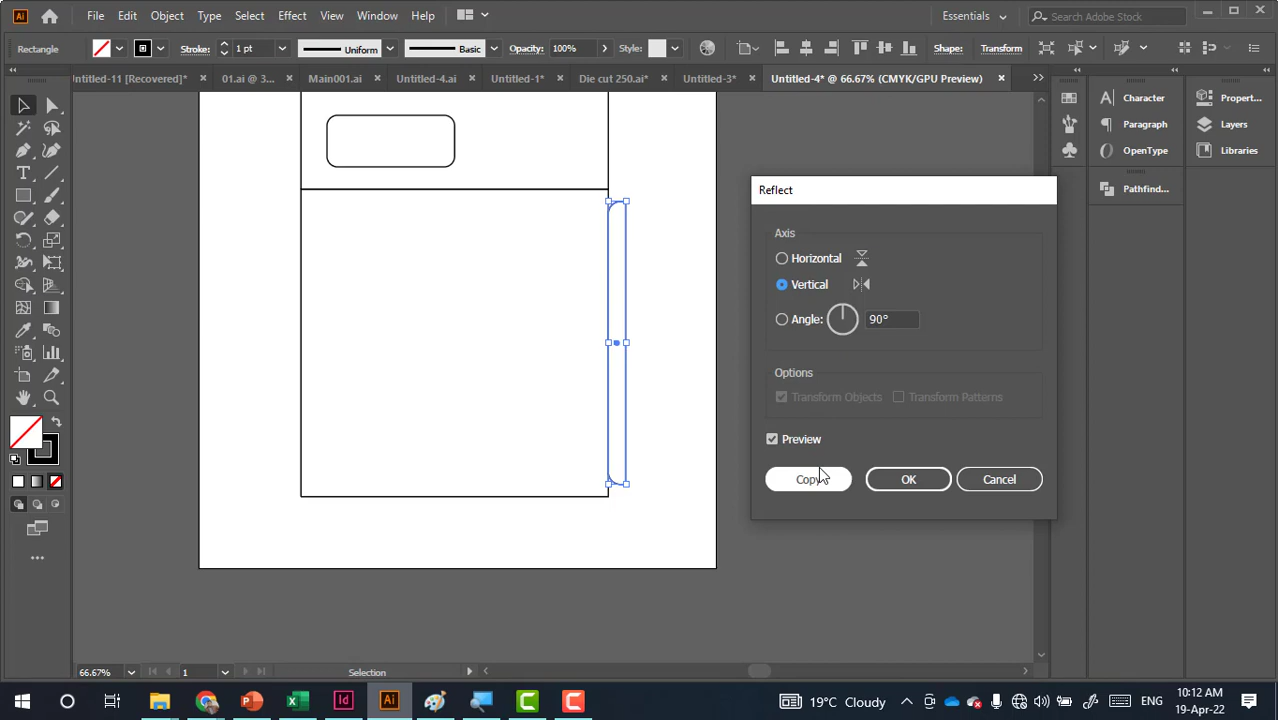 Ai File Edit Object Type Select Effect View Window Help Essentials Search Adobe Stock
Rectangle Stroke: 1 pt Uniform Basic Opacity: 100% Style: Shape: Transform
Untitled-11 [Recovered]* 01.ai @ 3... Main001.ai Untitled-4.ai Untitled-1* Die cut 250.ai* Untitled-3* Untitled-4* @ 66.67% (CMYK/GPU Preview)
Character Propert...
Paragraph Layers
OpenType Libraries
Pathfind...
Reflect
Axis
Horizontal
Vertical
Angle: 90°
Options
Transform Objects Transform Patterns
Preview
Copy OK Cancel
66.67% 1 Selection
19°C Cloudy ENG 10:12 AM
19-Apr-22